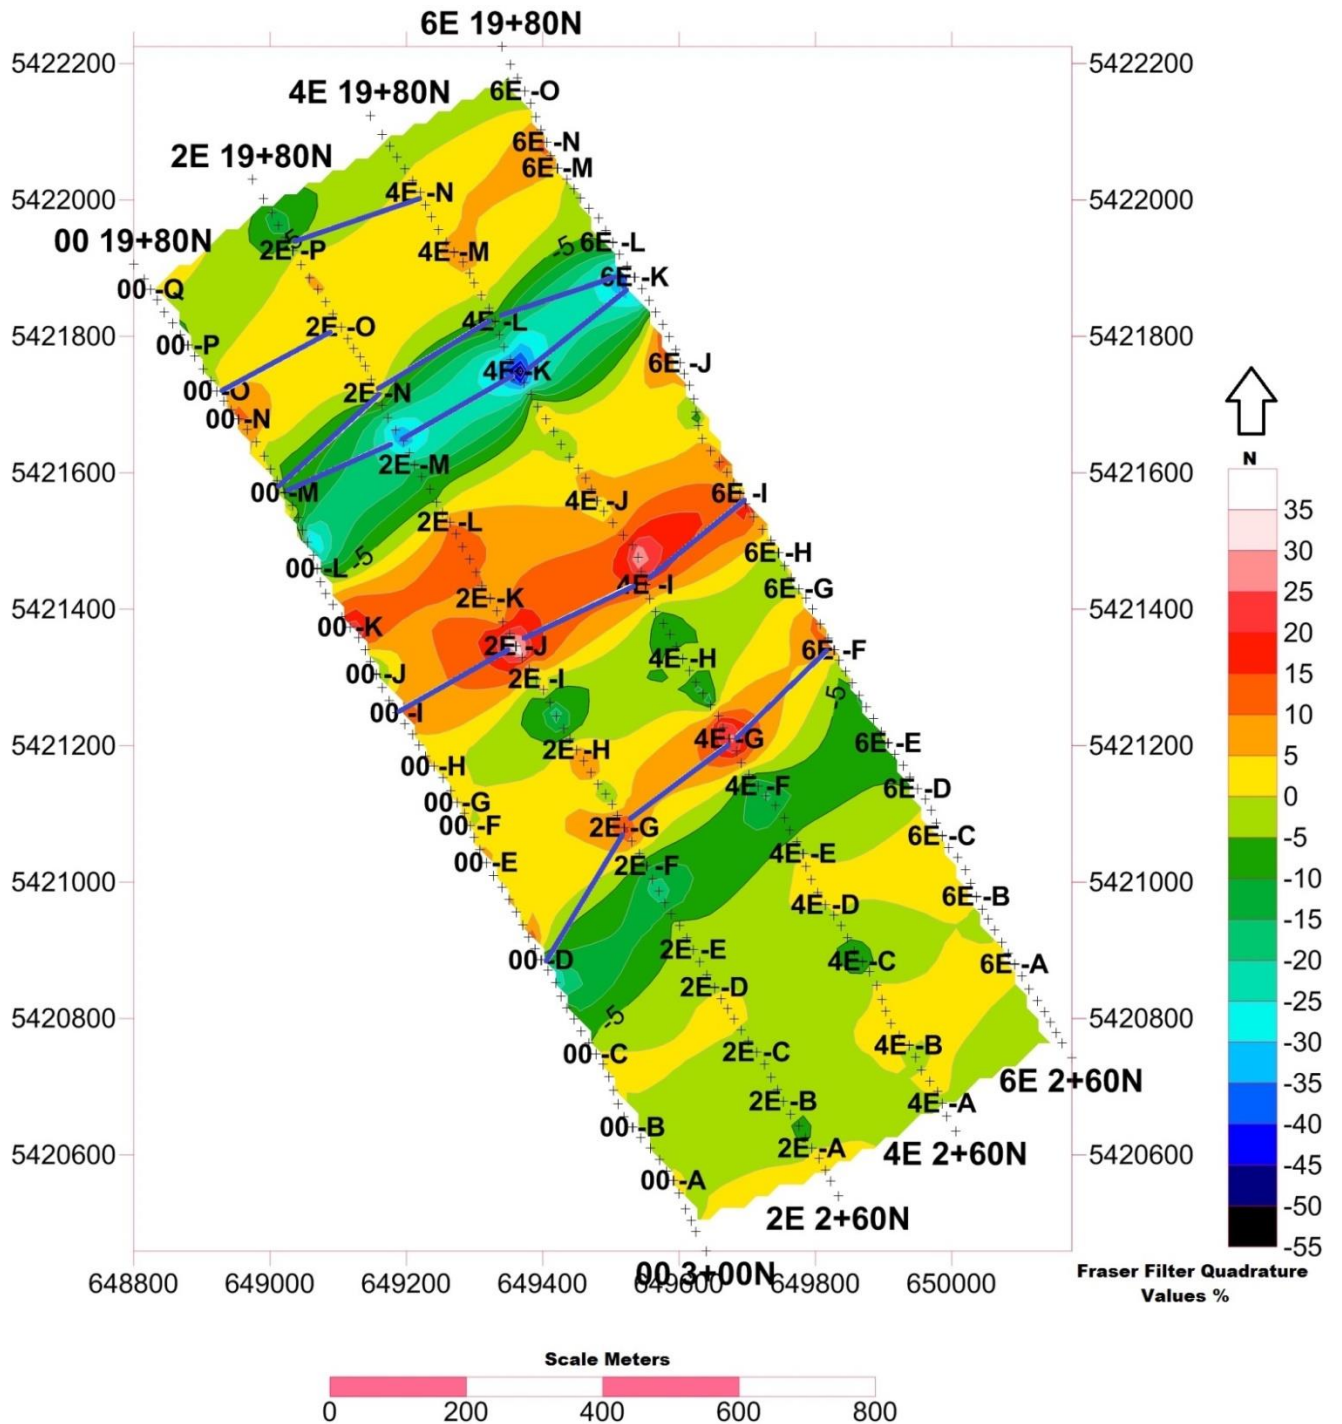 6E 19+80N
5422200
5422200
6E -O
4E 19+80N
6E -N
2E 19+80N
6E -M
4E -N
5422000
5422000
00 19+80N
-5
2E -P
4E -M
-5
6E -L
00 -Q
6E -K
2E -O
4E -L
5421800
5421800
00 -P
6E -J
4E -K
00 -O
2E -N
00 -N
2E -M
5421600
5421600
00 -M
4E -J
6E -I
2E -L
N
00 -L
-5
6E -H
4E -I
6E -G
2E -K
5421400
5421400
00 -K
2E -J
4E -H
6E -F
00 -J
2E -I
00 -I
-5
4E -G
6E -E
2E -H
5421200
5421200
00 -H
4E -F
6E -D
00 -G
00 -F
2E -G
6E -C
00 -E
2E -F
4E -E
5421000
5421000
4E -D
6E -B
00 -D
2E -E
4E -C
6E -A
2E -D
-5
5420800
5420800
00 -C
2E -C
4E -B
6E 2+60N
2E -B
4E -A
00 -B
2E -A
4E 2+60N
5420600
5420600
00 -A
2E 2+60N
00 3+00N
648800
649000
649200
649400
649600
649800
650000
35
30
25
20
15
10
5
0
-5
-10
-15
-20
-25
-30
-35
-40
-45
-50
-55
Fraser Filter Quadrature
Values %
Scale Meters
0
200
400
600
800